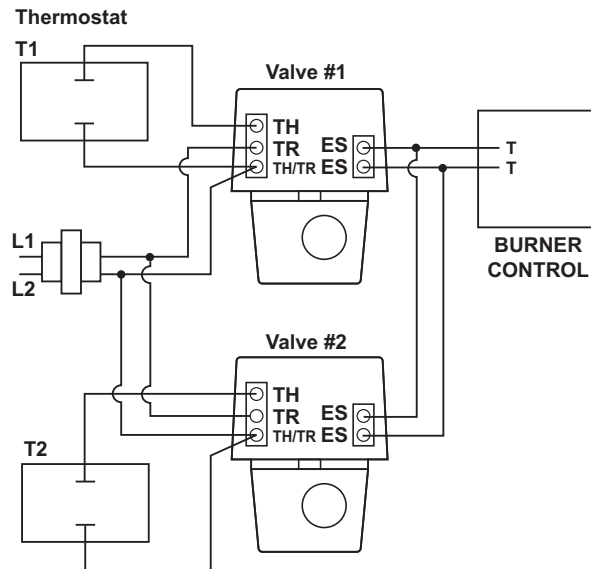 Thermostat
T1
Valve #1
TH
TR
TH/TR
ES
ES
T
T
BURNER
CONTROL
L1
L2
Valve #2
TH
TR
TH/TR
ES
ES
T2